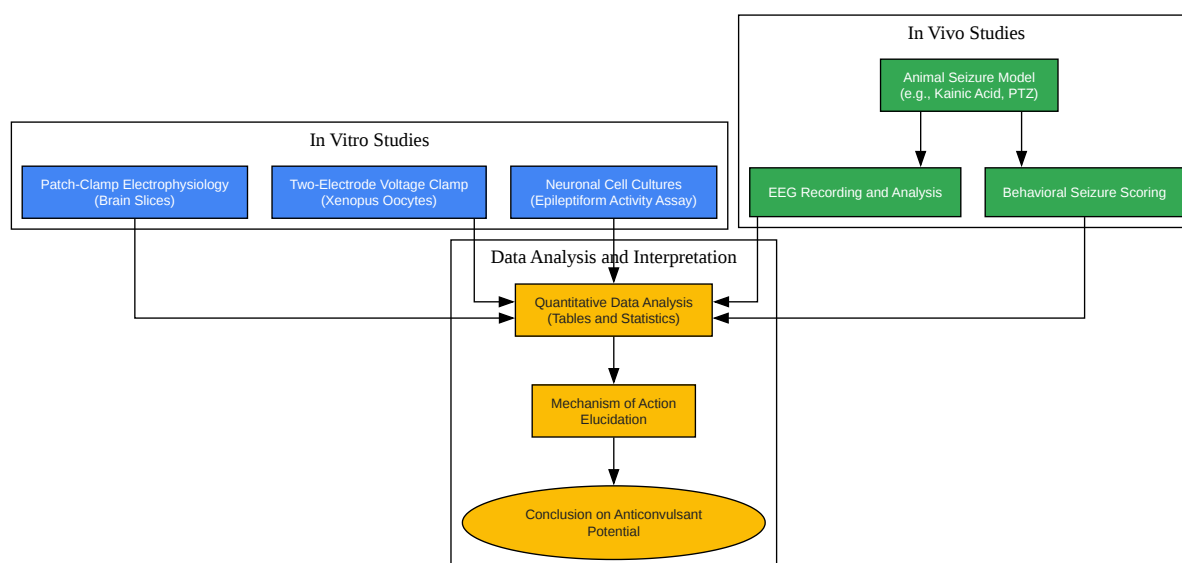 In Vivo Studies
Animal Seizure Model
(e.g., Kainic Acid, PTZ)
In Vitro Studies
Patch-Clamp Electrophysiology
(Brain Slices)
Two-Electrode Voltage Clamp
(Xenopus Oocytes)
Neuronal Cell Cultures
(Epileptiform Activity Assay)
EEG Recording and Analysis
Behavioral Seizure Scoring
Data Analysis and Interpretation
Quantitative Data Analysis
(Tables and Statistics)
Mechanism of Action
Elucidation
Conclusion on Anticonvulsant
Potential